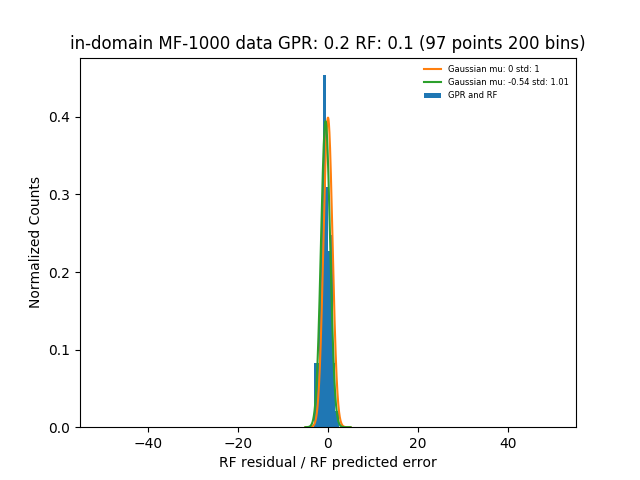 in-domain MF-1000 data GPR: 0.2 RF: 0.1 (97 points 200 bins)
Gaussian mu: 0 std: 1
Gaussian mu: -0.54 std: 1.01
GPR and RF
Normalized Counts
0.4
0.3
0.2
0.1
0.0
−40
−20
0
20
40
RF residual / RF predicted error